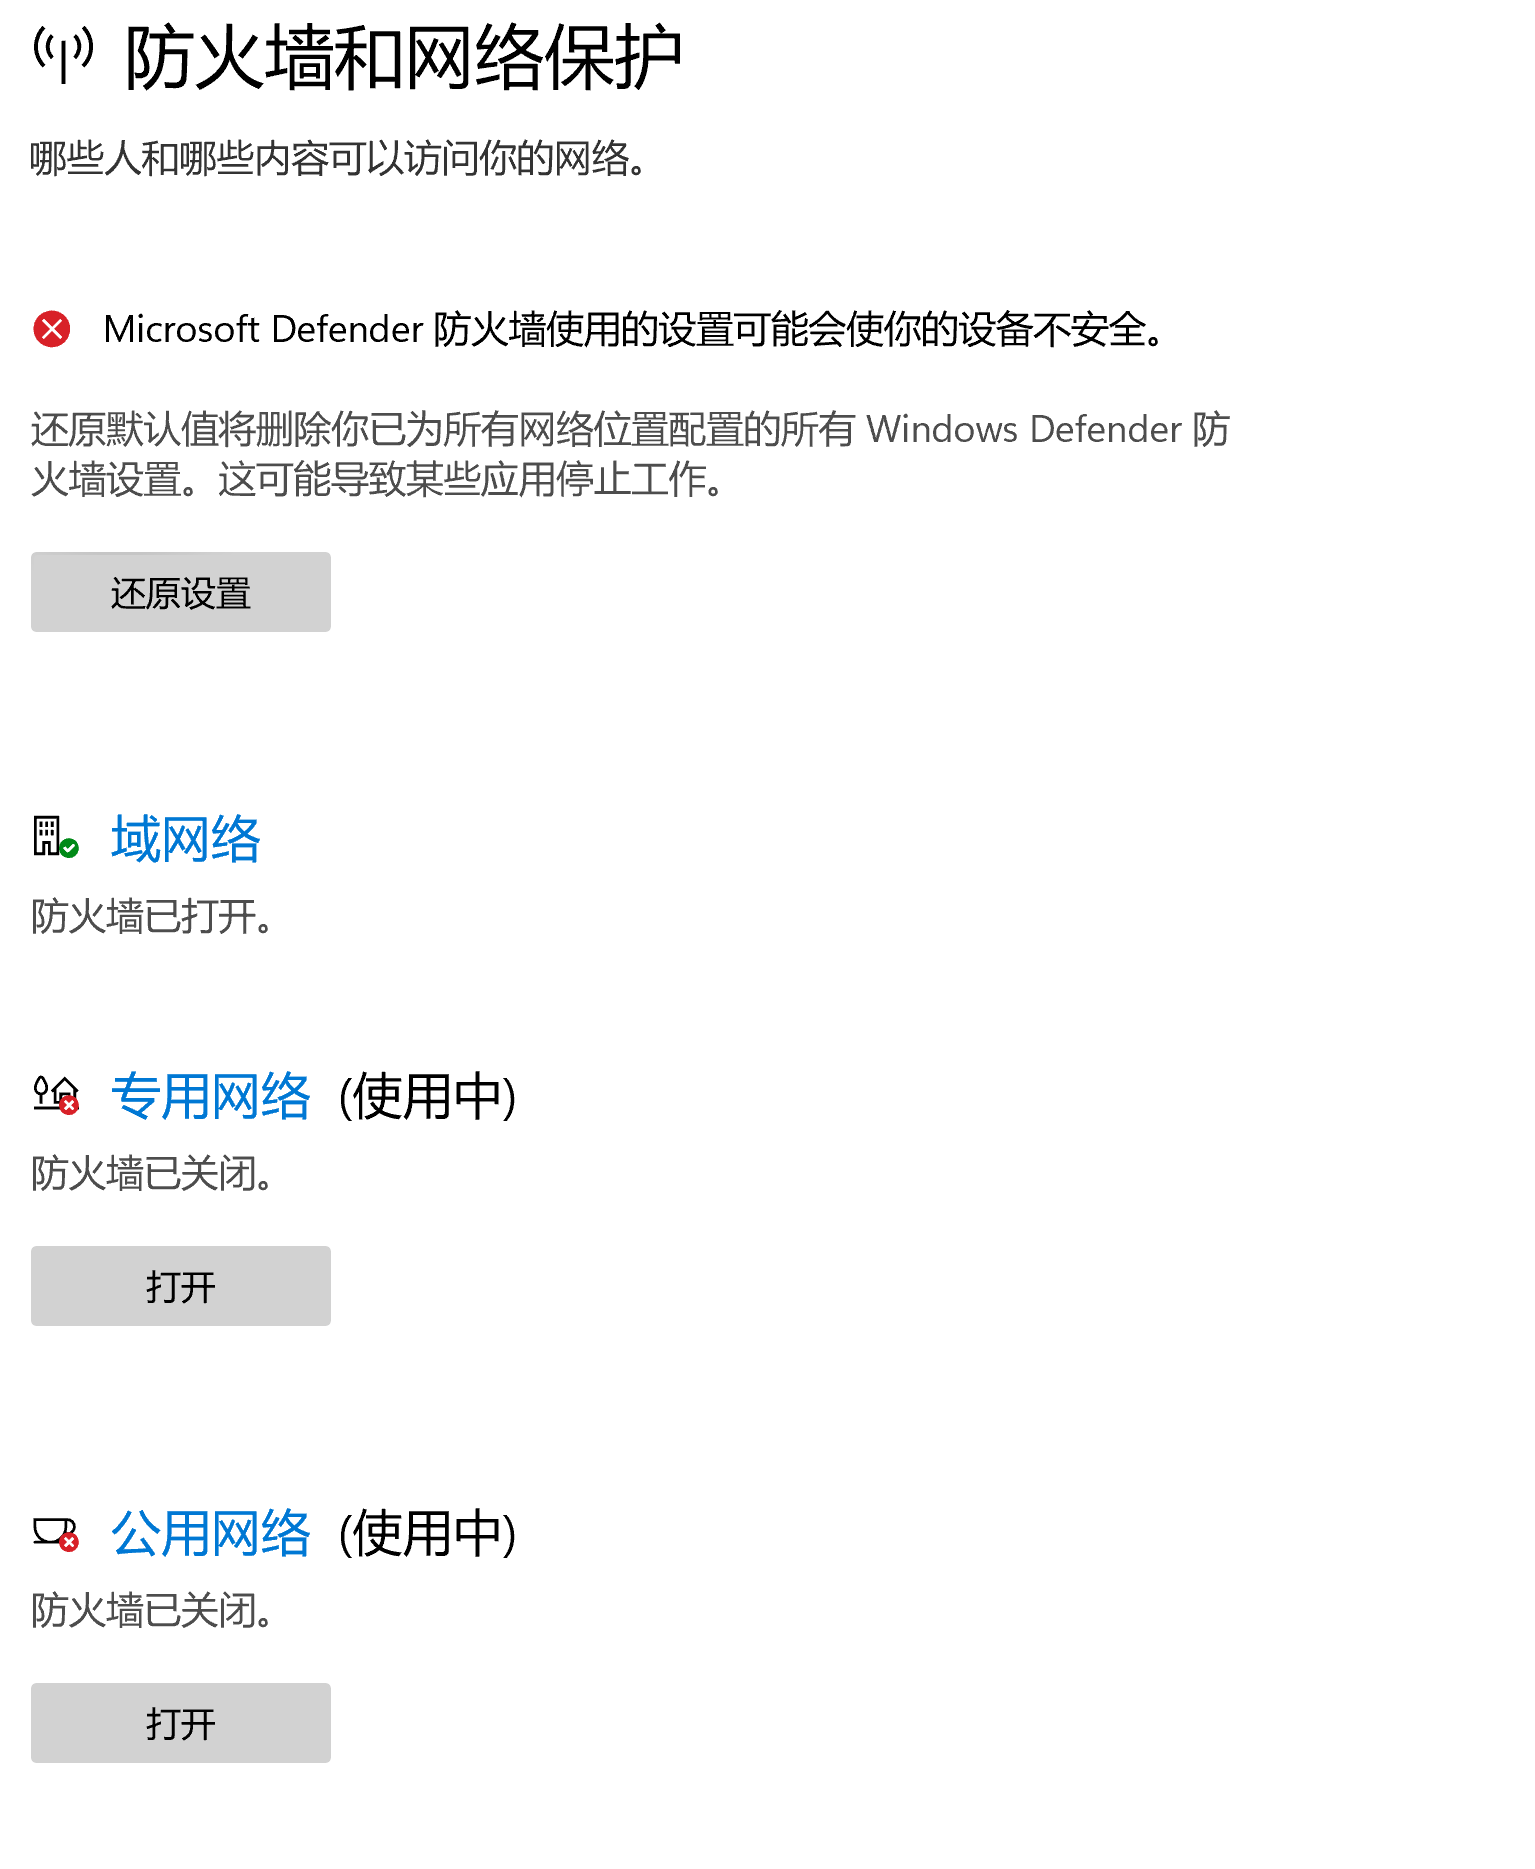 防火墙和网络保护
哪些人和哪些内容可以访问你的网络。
Microsoft Defender 防火墙使用的设置可能会使你的设备不安全。
还原默认值将删除你已为所有网络位置配置的所有 Windows Defender 防
火墙设置。这可能导致某些应用停止工作。
还原设置
域网络
防火墙已打开。
专用网络 (使用中)
防火墙已关闭。
打开
公用网络 (使用中)
防火墙已关闭。
打开